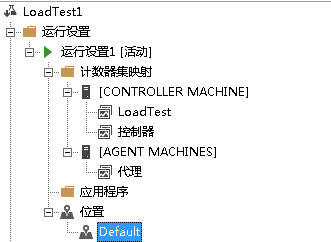 LoadTest1
运行设置
运行设置1 [活动]
计数器集映射
[CONTROLLER MACHINE]
LoadTest
控制器
[AGENT MACHINES]
代理
应用程序
位置
Default